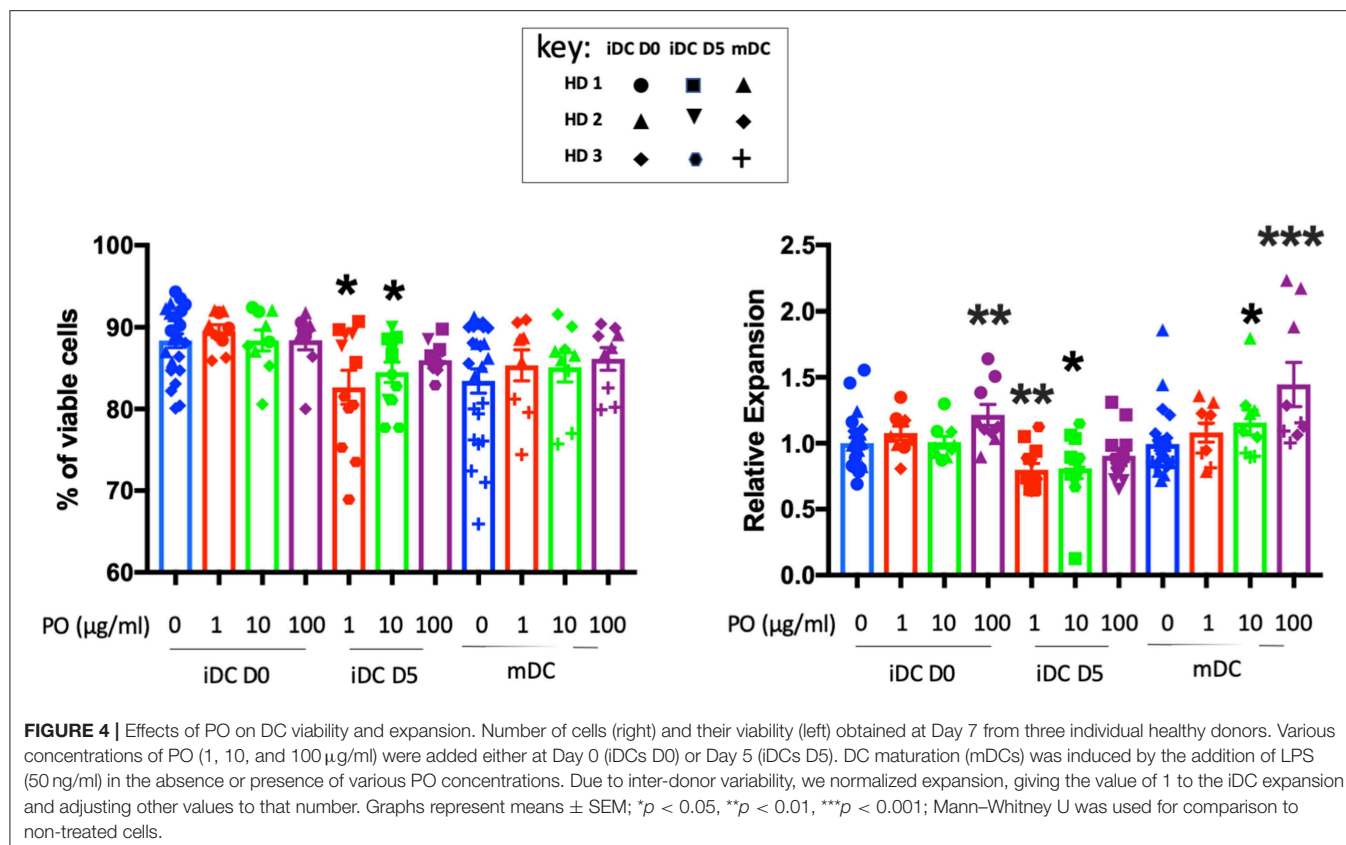 key: iDC D0 iDC D5 mDC
HD 1
HD 2
HD 3
% of viable cells
100
90
80
70
60
PO (µg/ml) 0 1 10 100 1 10 100 0 1 10 100
iDC D0 iDC D5 mDC
* *
Relative Expansion
2.5
2.0
1.5
1.0
0.5
0.0
** ** * * ***
PO (µg/ml) 0 1 10 100 1 10 100 0 1 10 100
iDC D0 iDC D5 mDC
FIGURE 4 | Effects of PO on DC viability and expansion. Number of cells (right) and their viability (left) obtained at Day 7 from three individual healthy donors. Various
concentrations of PO (1, 10, and 100 µg/ml) were added either at Day 0 (iDCs D0) or Day 5 (iDCs D5). DC maturation (mDCs) was induced by the addition of LPS
(50 ng/ml) in the absence or presence of various PO concentrations. Due to inter-donor variability, we normalized expansion, giving the value of 1 to the iDC expansion
and adjusting other values to that number. Graphs represent means ± SEM; *p < 0.05, **p < 0.01, ***p < 0.001; Mann–Whitney U was used for comparison to
non-treated cells.